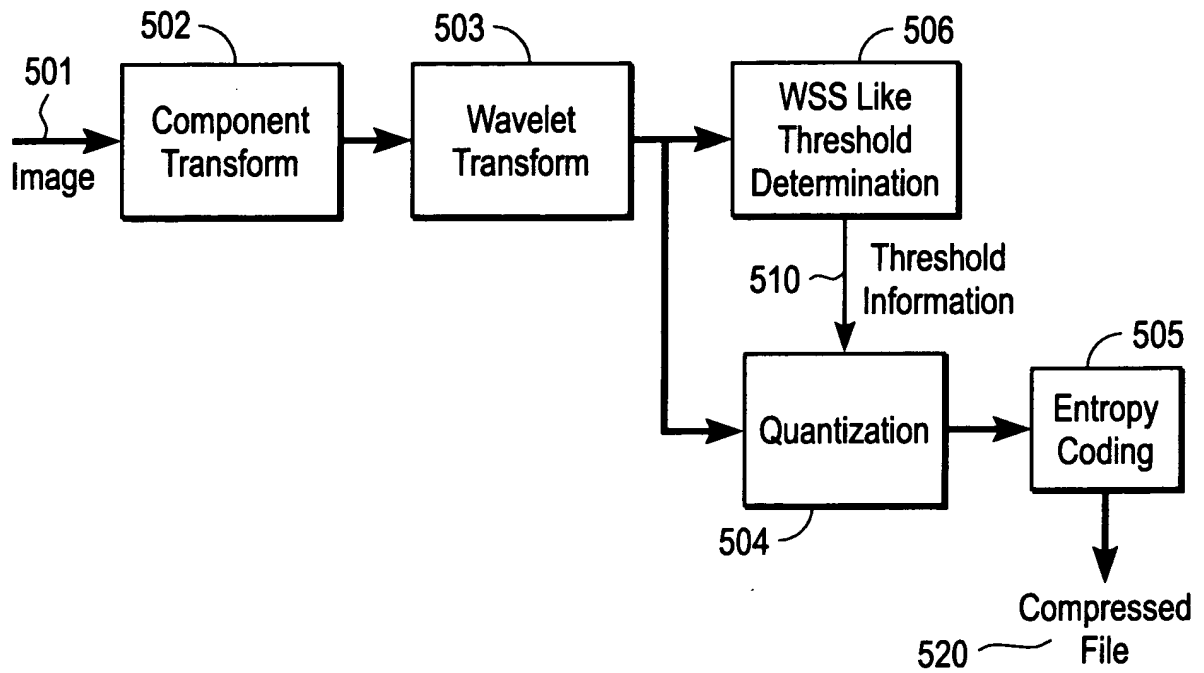 502
503
506
501
Image
Component
Transform
Wavelet
Transform
WSS Like
Threshold
Determination
510
Threshold
Information
505
Quantization
Entropy
Coding
504
Compressed
File
520